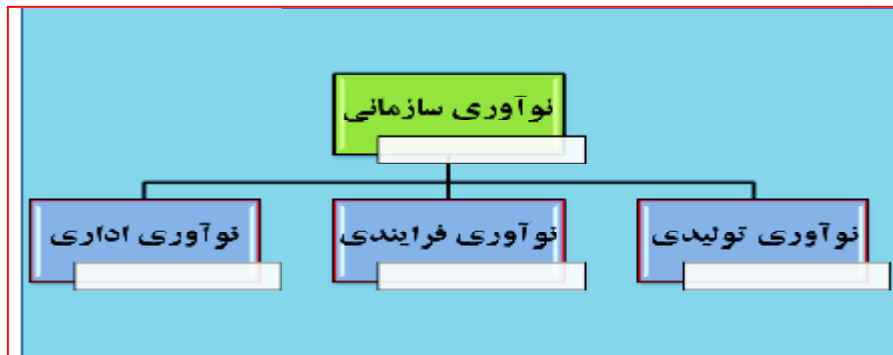 نوآوری سازمانی
نوآوری تولیدی
نوآوری فرایندی
نوآوری اداری